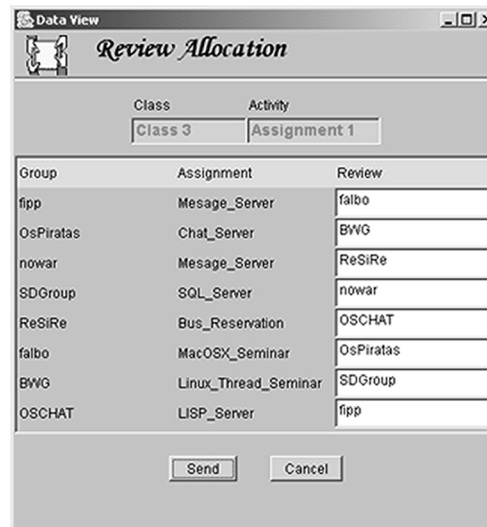 Data View
Review Allocation
Class Activity
Class 3 Assignment 1
Group Assignment Review
fipp Mesage_Server falbo
OsPiratas Chat_Server BWG
nowar Mesage_Server ReSiRe
SDGroup SQL_Server nowar
ReSiRe Bus_Reservation OSCHAT
falbo MacOSX_Seminar OsPiratas
BWG Linux_Thread_Seminar SDGroup
OSCHAT LISP_Server fipp
Send Cancel